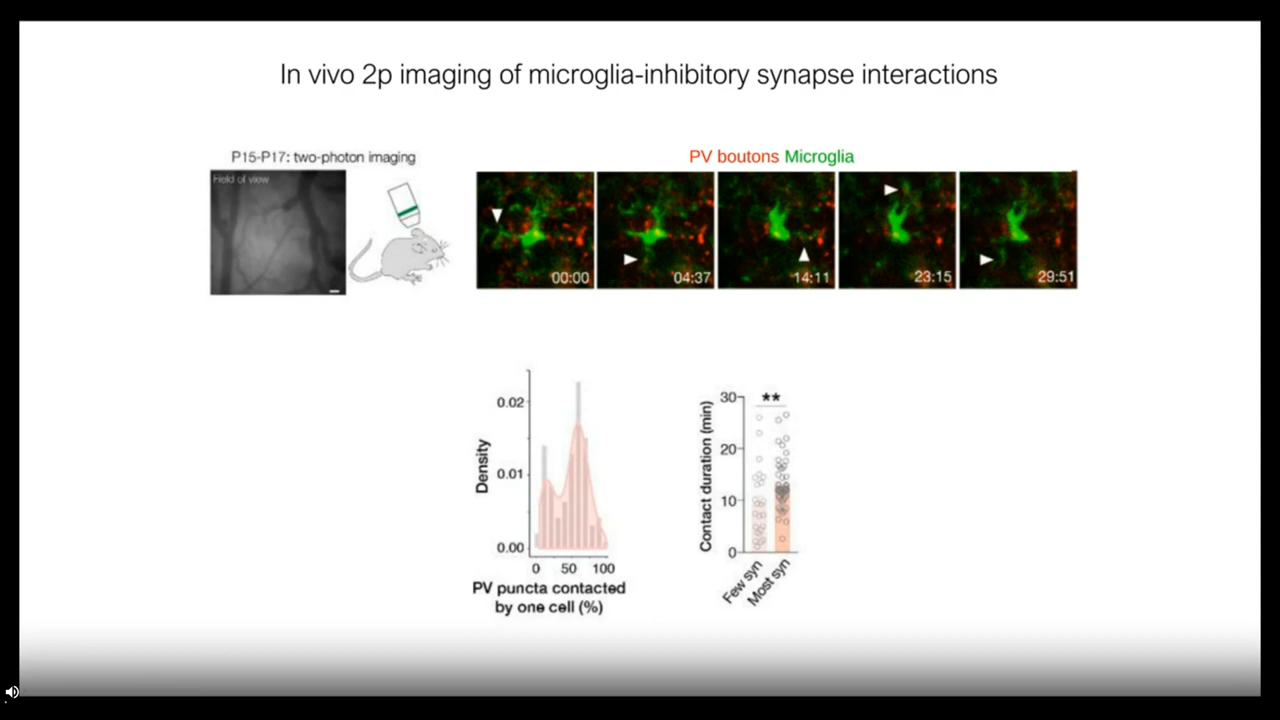 In vivo 2p imaging of microglia-inhibitory synapse interactions
P15-P17: two-photon imaging
Field of view
PV boutons Microglia
00:00
04:37
14:11
23:15
29:51
0.02
0.01
0.00
Density
0 50 100
PV puncta contacted
by one cell (%)
**
30
20
10
0
Contact duration (min)
Few syn
Most syn